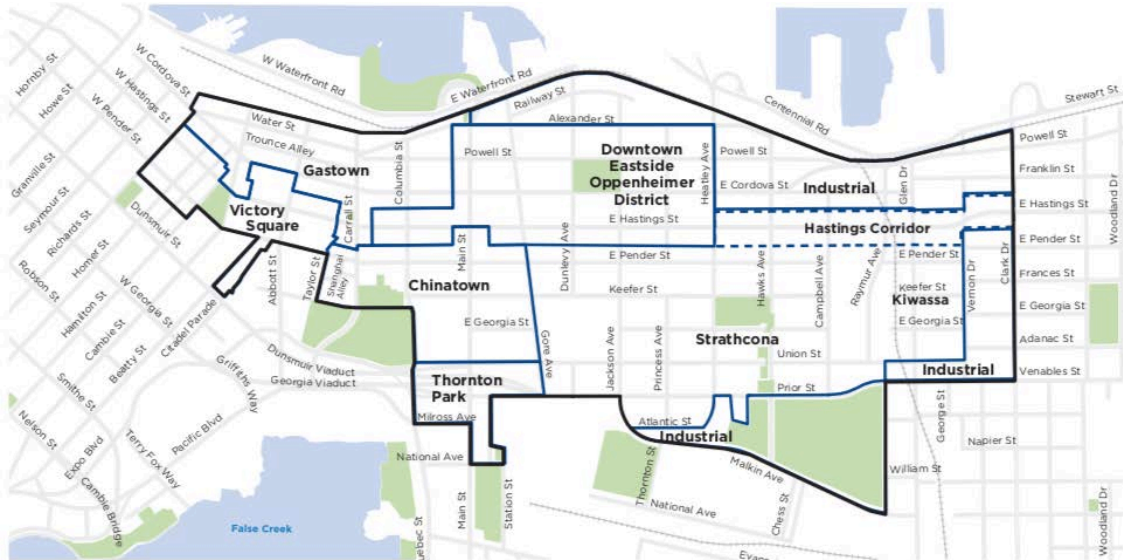 Hornby St
Howe St
W Hastings St
W Cordova St
W Pender St
W Waterfront Rd
E Waterfront Rd
Railway St
Centennial Rd
Stewart St
Water St
Trounce Alley
Alexander St
Powell St
Powell St
Powell St
Granville St
Seymour St
Richards St
Homer St
Robson St
Hamilton St
Cambie St
Beatty St
Smithe St
Nelson St
Expo Blvd
Cambie Bridge
Terry Fox Way
Pacific Blvd
Griffiths Way
Dunsmuir St
W Georgia St
Citadel Parade
Abbott St
Taylor St
Shanghai
Alley
Carrall St
Columbia St
Gastown
Victory
Square
Downtown
Eastside
Oppenheimer
District
Heatley Ave
E Cordova St
Industrial
Glen Dr
Franklin St
E Hastings St
E Hastings St
Hastings Corridor
Woodland Dr
Main St
Dunlevy Ave
E Pender St
E Pender St
E Pender St
Chinatown
Keefer St
Keefer St
Hawks Ave
Campbell Ave
Raymur Ave
Kiwassa
Vernon Dr
Clark Dr
Frances St
E Georgia St
E Georgia St
E Georgia St
Gore Ave
Strathcona
Union St
Adanac St
Jackson Ave
Princess Ave
Dunsmuir Viaduct
Georgia Viaduct
Thornton
Park
Prior St
Industrial
Venables St
Milross Ave
Atlantic St
Industrial
George St
Napier St
National Ave
Malkin Ave
William St
Main St
Station St
Thornton St
National Ave
Chess St
Woodland Dr
False Creek